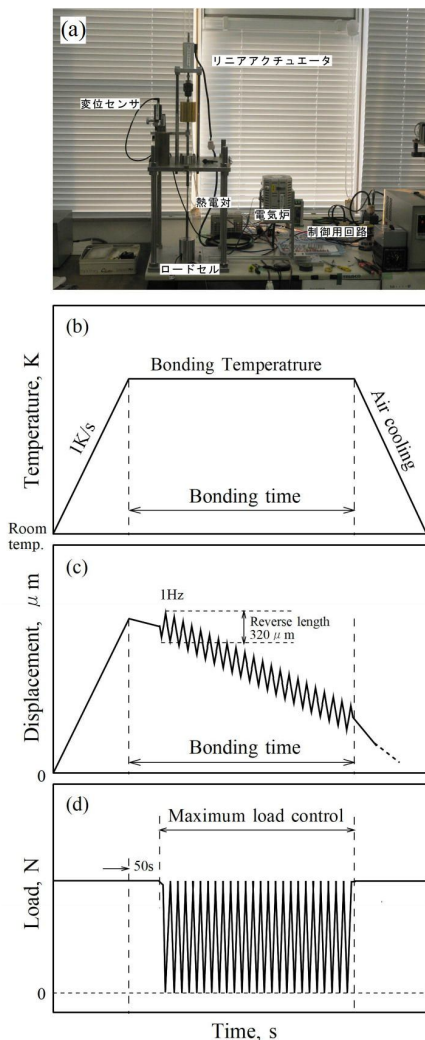 (a)
リニアアクチュエータ
変位センサ
熱電対
電気炉
制御用回路
ロードセル
(b)
Temperature, K
Bonding Temperatrure
1K/s
Air cooling
Bonding time
Room
temp.
(c)
Displacement, μm
1Hz
Reverse length
320μm
Bonding time
0
(d)
Load, N
Maximum load control
50s
0
Time, s